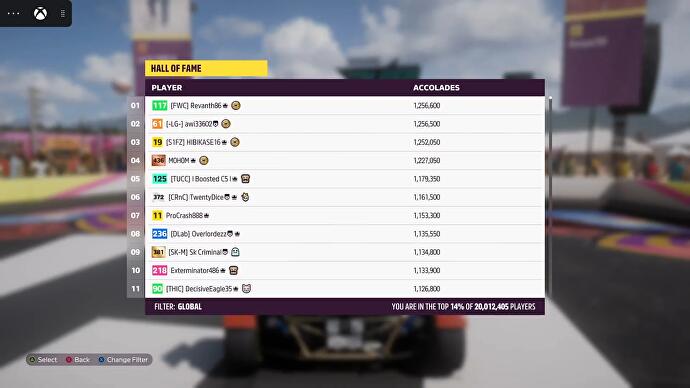 HALL OF FAME
PLAYER ACCOLADES
01 117 [FWC] Revanth86 1,256,600
02 61 [-LG-] awi33602 1,256,500
03 19 [S1FZ] HIBIKASE16 1,252,050
04 436 MOHOM 1,227,050
05 125 [TUCC] I Boosted C5 I 1,179,350
06 372 [CRnC] TwentyDice 1,161,500
07 11 ProCrash888 1,153,300
08 236 [DLab] Overlordezz 1,135,550
09 381 [SK-M] Sk Criminal 1,134,800
10 218 Exterminator486 1,133,900
11 90 [THIC] DecisiveEagle35 1,126,800
FILTER: GLOBAL YOU ARE IN THE TOP 14% OF 20,012,405 PLAYERS
A Select B Back X Change Filter